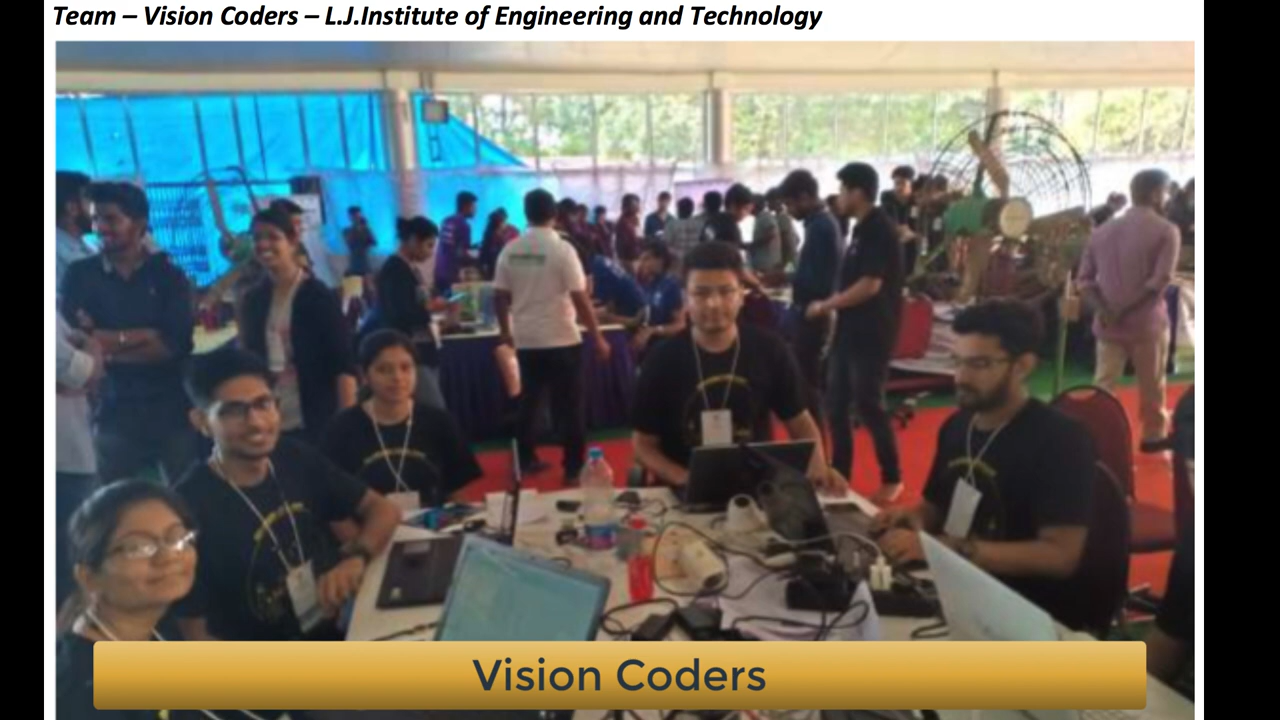 Team – Vision Coders – L.J.Institute of Engineering and Technology
Vision Coders